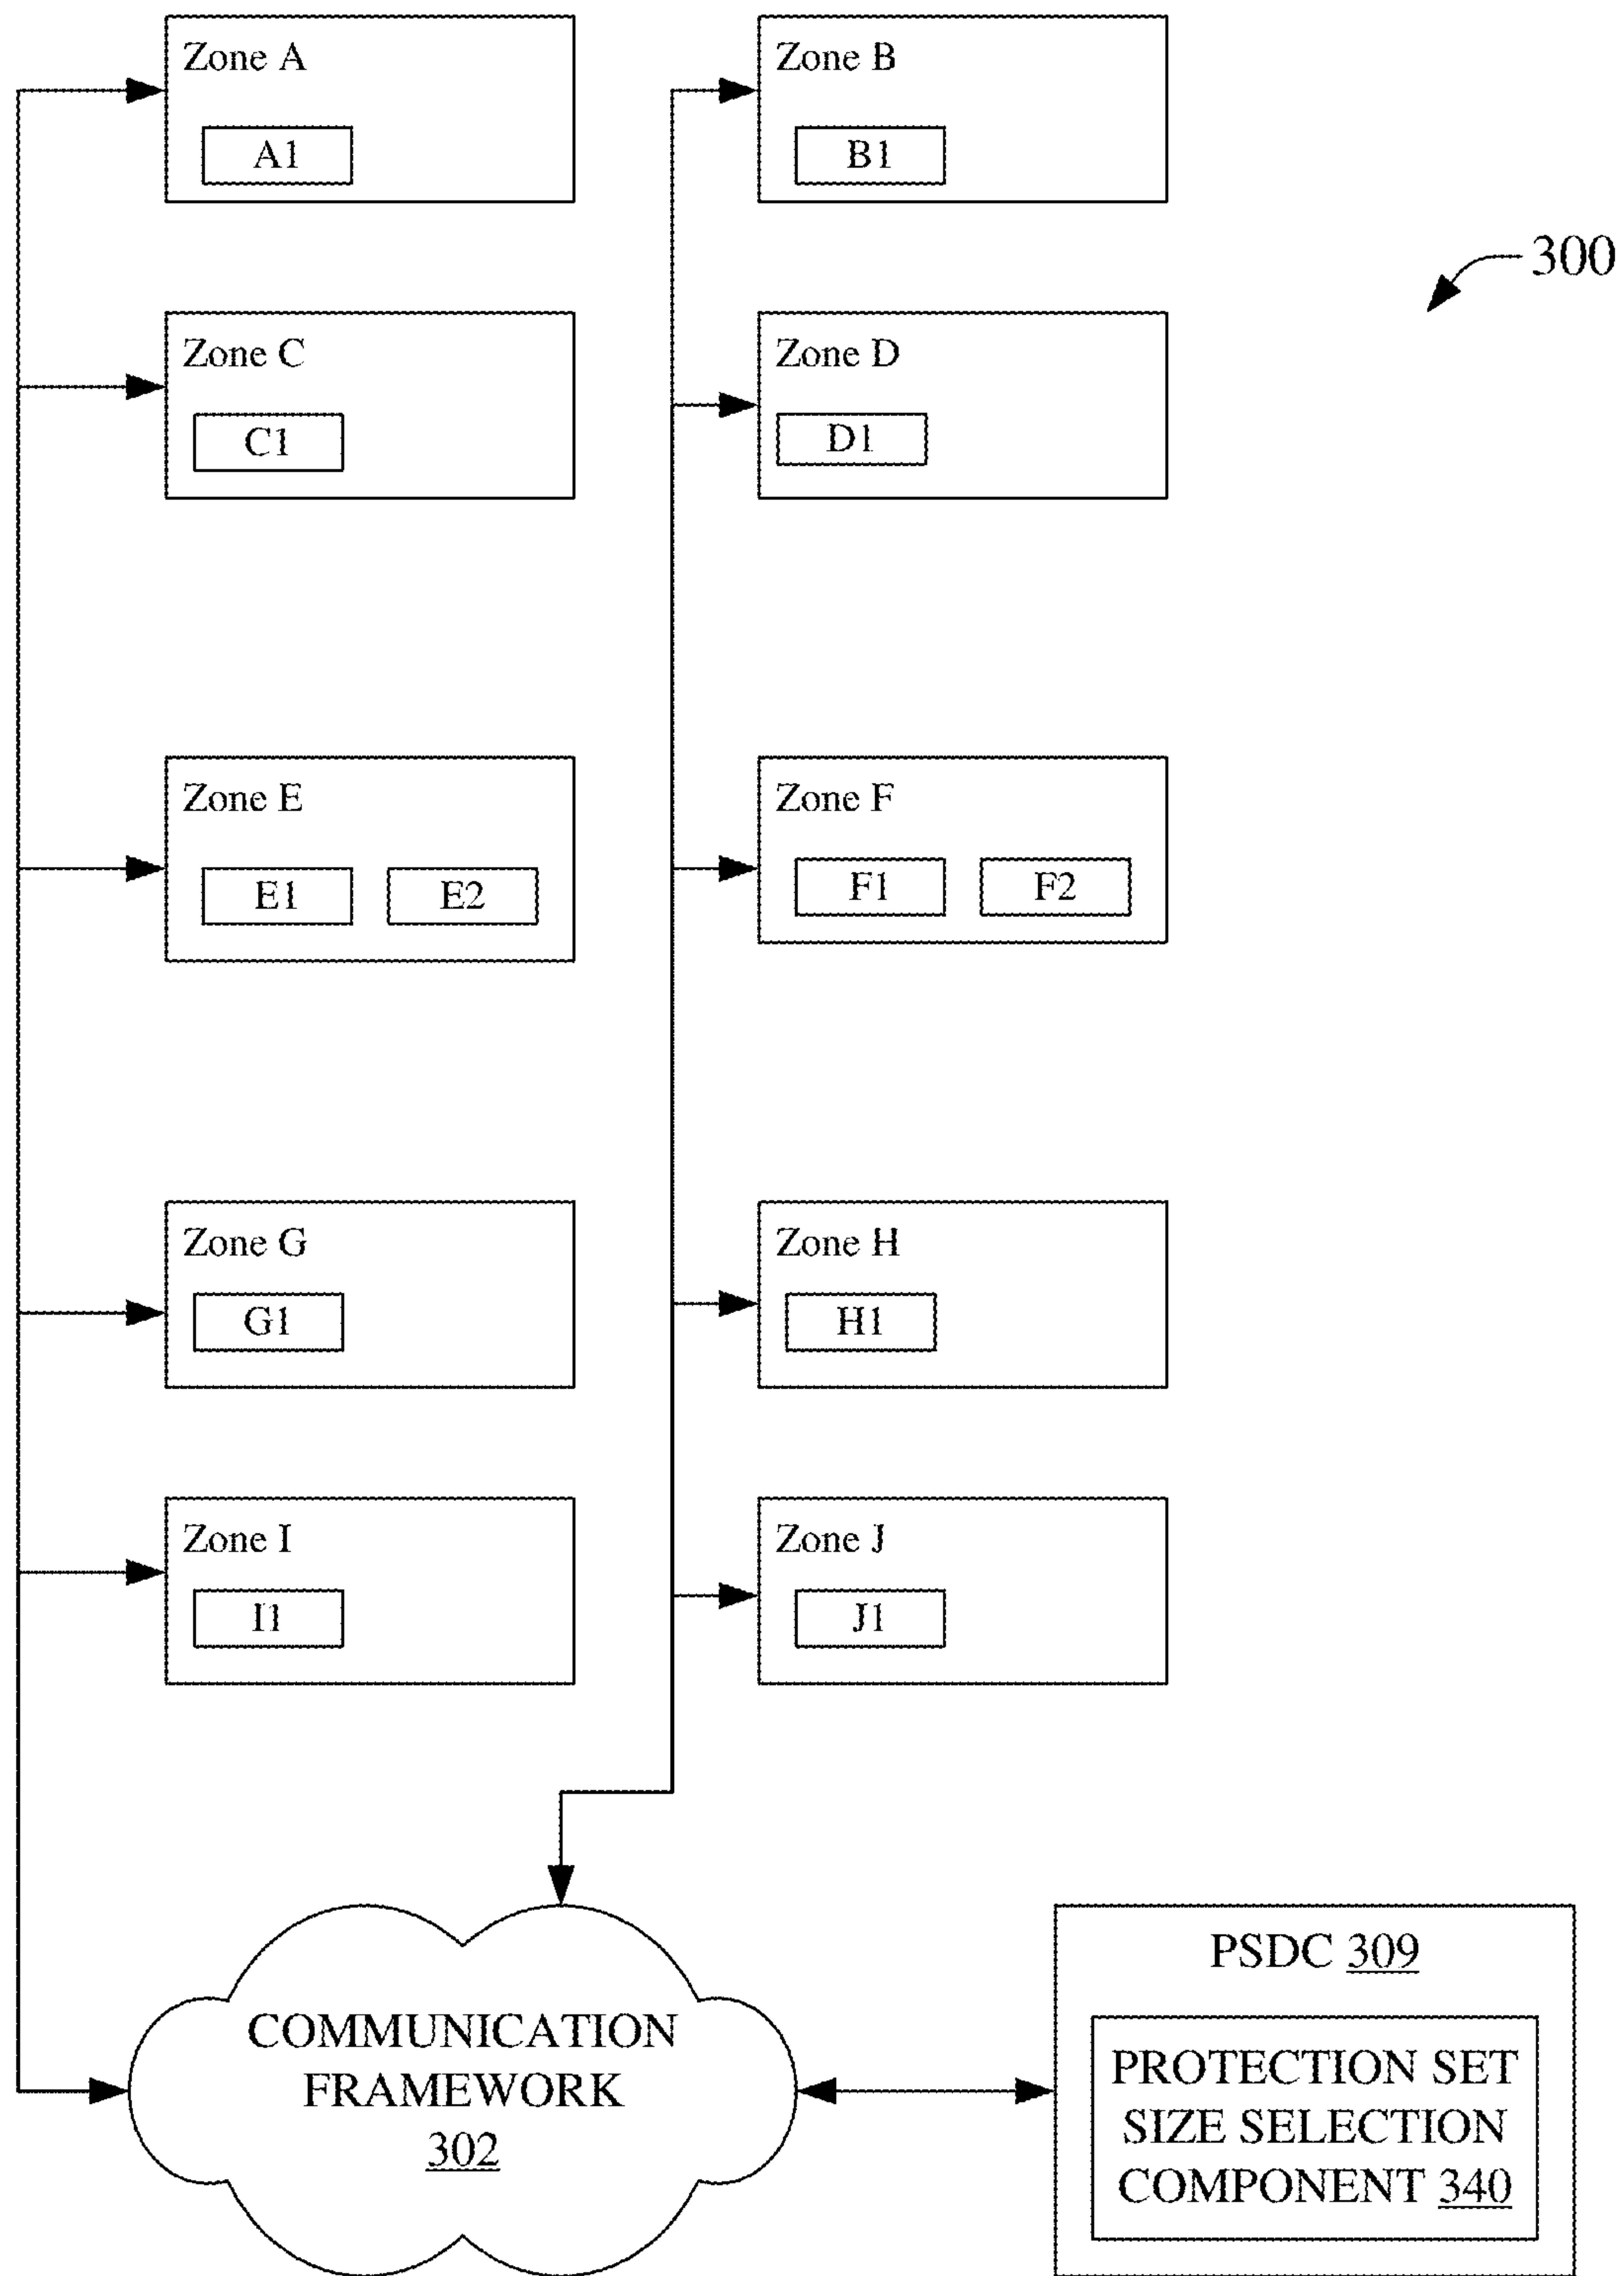 Zone A
A1
Zone B
B1
300
Zone C
C1
Zone D
D1
Zone E
E1 E2
Zone F
F1 F2
Zone G
G1
Zone H
H1
Zone I
I1
Zone J
J1
COMMUNICATION
FRAMEWORK
302
PSDC 309
PROTECTION SET
SIZE SELECTION
COMPONENT 340